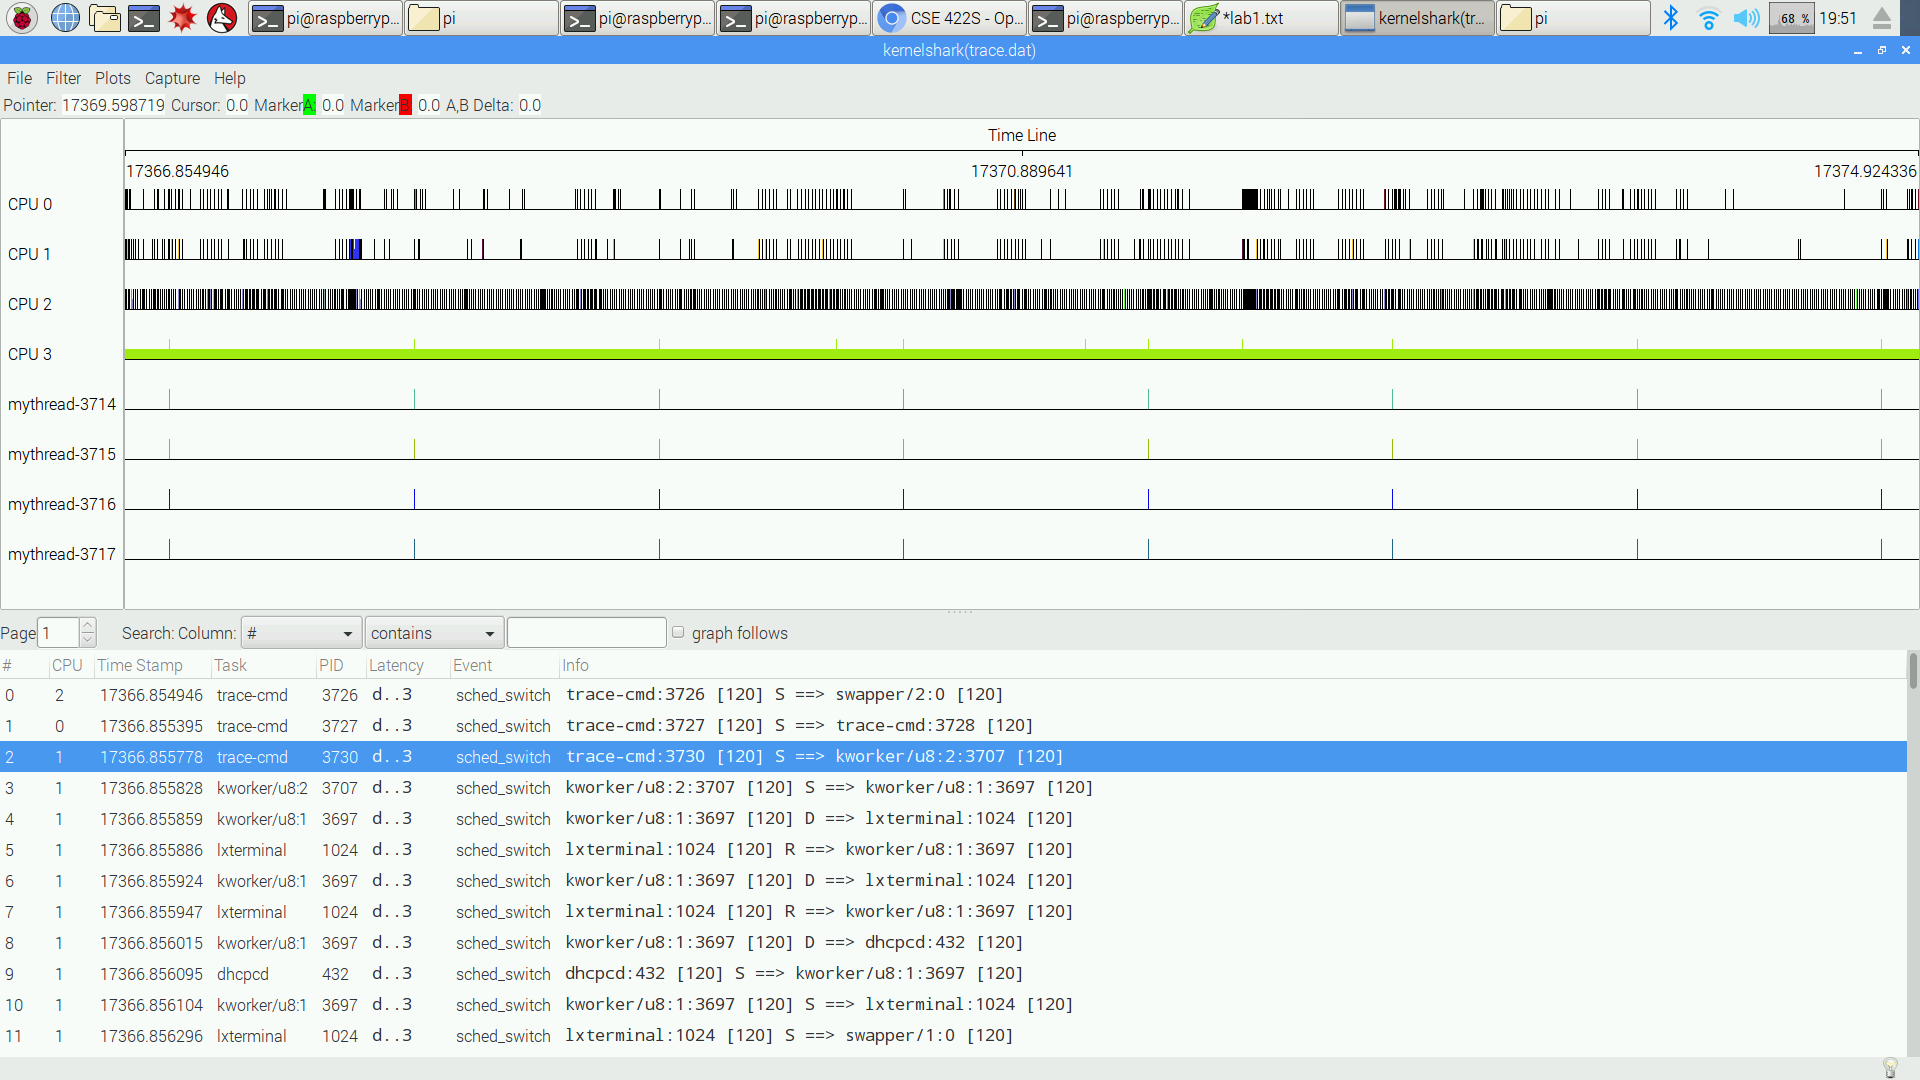 pi@raspberryp... pi pi@raspberryp... pi@raspberryp... CSE 422S - Op... pi@raspberryp... *lab1.txt kernelshark(tr... pi 68 % 19:51
kernelshark(trace.dat)
File Filter Plots Capture Help
Pointer: 17369.598719 Cursor: 0.0 MarkerA: 0.0 MarkerB: 0.0 A,B Delta: 0.0
Time Line
17366.854946 17370.889641 17374.924336
CPU 0
CPU 1
CPU 2
CPU 3
mythread-3714
mythread-3715
mythread-3716
mythread-3717
Page 1 Search: Column: # contains graph follows
# CPU Time Stamp Task PID Latency Event Info
0 2 17366.854946 trace-cmd 3726 d..3 sched_switch trace-cmd:3726 [120] S ==> swapper/2:0 [120]
1 0 17366.855395 trace-cmd 3727 d..3 sched_switch trace-cmd:3727 [120] S ==> trace-cmd:3728 [120]
2 1 17366.855778 trace-cmd 3730 d..3 sched_switch trace-cmd:3730 [120] S ==> kworker/u8:2:3707 [120]
3 1 17366.855828 kworker/u8:2 3707 d..3 sched_switch kworker/u8:2:3707 [120] S ==> kworker/u8:1:3697 [120]
4 1 17366.855859 kworker/u8:1 3697 d..3 sched_switch kworker/u8:1:3697 [120] D ==> lxterminal:1024 [120]
5 1 17366.855886 lxterminal 1024 d..3 sched_switch lxterminal:1024 [120] R ==> kworker/u8:1:3697 [120]
6 1 17366.855924 kworker/u8:1 3697 d..3 sched_switch kworker/u8:1:3697 [120] D ==> lxterminal:1024 [120]
7 1 17366.855947 lxterminal 1024 d..3 sched_switch lxterminal:1024 [120] R ==> kworker/u8:1:3697 [120]
8 1 17366.856015 kworker/u8:1 3697 d..3 sched_switch kworker/u8:1:3697 [120] D ==> dhcpcd:432 [120]
9 1 17366.856095 dhcpcd 432 d..3 sched_switch dhcpcd:432 [120] S ==> kworker/u8:1:3697 [120]
10 1 17366.856104 kworker/u8:1 3697 d..3 sched_switch kworker/u8:1:3697 [120] S ==> lxterminal:1024 [120]
11 1 17366.856296 lxterminal 1024 d..3 sched_switch lxterminal:1024 [120] S ==> swapper/1:0 [120]